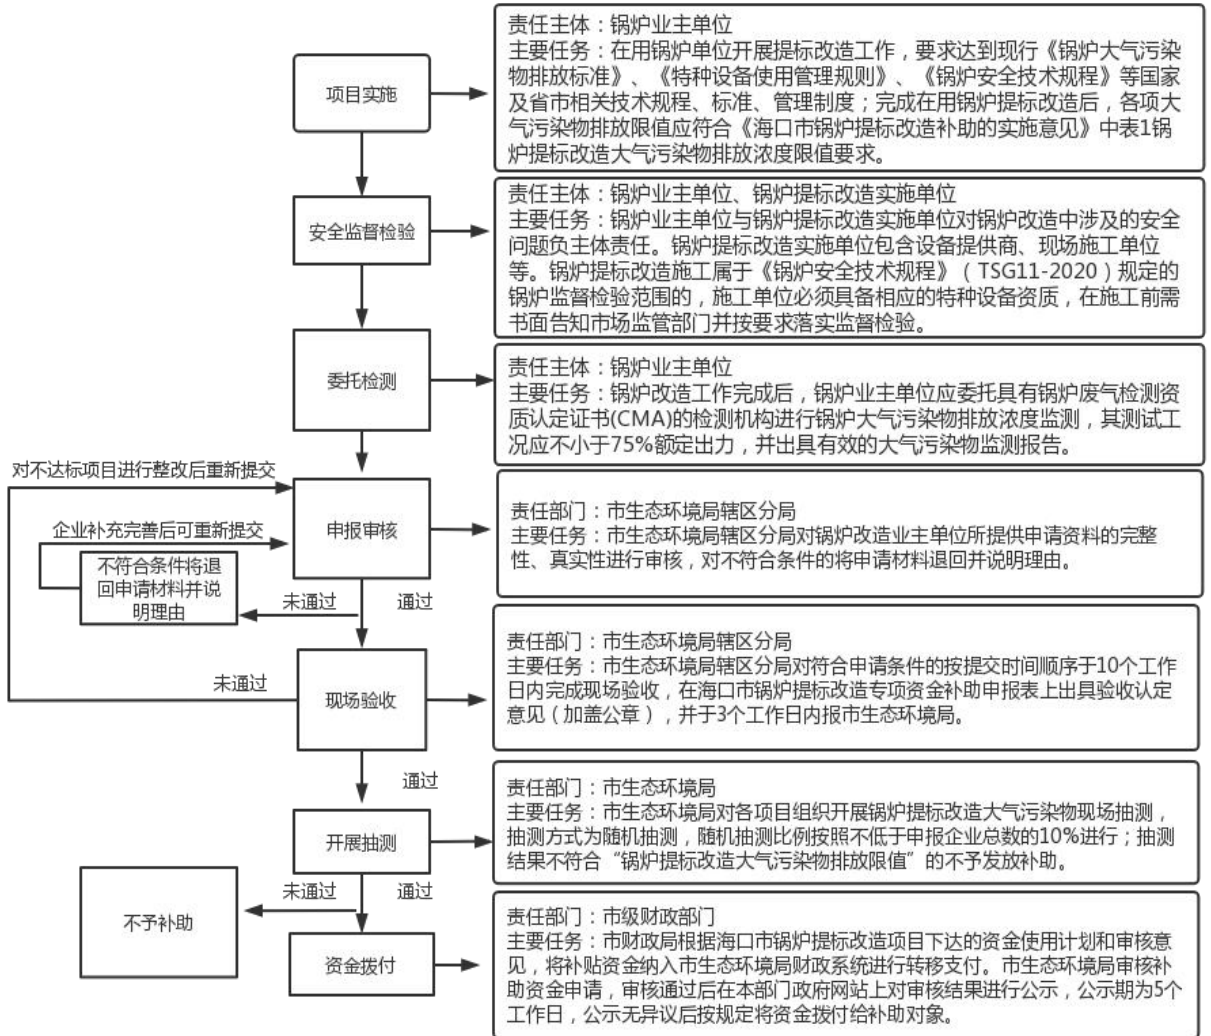 责任主体：锅炉业主单位
主要任务：在用锅炉单位开展提标改造工作，要求达到现行《锅炉大气污染
物排放标准》、《特种设备使用管理规则》、《锅炉安全技术规程》等国家
及省市相关技术规程、标准、管理制度；完成在用锅炉提标改造后，各项大
气污染物排放限值应符合《海口市锅炉提标改造补助的实施意见》中表1锅
炉提标改造大气污染物排放浓度限值要求。
项目实施
责任主体：锅炉业主单位、锅炉提标改造实施单位
主要任务：锅炉业主单位与锅炉提标改造实施单位对锅炉改造中涉及的安全
问题负主体责任。锅炉提标改造实施单位包含设备提供商、现场施工单位
等。锅炉提标改造施工属于《锅炉安全技术规程》（TSG11-2020）规定的
锅炉监督检验范围的，施工单位必须具备相应的特种设备资质，在施工前需
书面告知市场监管部门并按要求落实监督检验。
安全监督检验
责任主体：锅炉业主单位
主要任务：锅炉改造工作完成后，锅炉业主单位应委托具有锅炉废气检测资
质认定证书(CMA)的检测机构进行锅炉大气污染物排放浓度监测，其测试工
况应不小于75%额定出力，并出具有效的大气污染物监测报告。
委托检测
对不达标项目进行整改后重新提交
企业补充完善后可重新提交
申报审核
责任部门：市生态环境局辖区分局
主要任务：市生态环境局辖区分局对锅炉改造业主单位所提供申请资料的完整
性、真实性进行审核，对不符合条件的将申请材料退回并说明理由。
不符合条件将退
回申请材料并说
明理由
未通过
通过
责任部门：市生态环境局辖区分局
主要任务：市生态环境局辖区分局对符合申请条件的按提交时间顺序于10个工作
日内完成现场验收，在海口市锅炉提标改造专项资金补助申报表上出具验收认定
意见（加盖公章），并于3个工作日内报市生态环境局。
未通过
现场验收
通过
责任部门：市生态环境局
主要任务：市生态环境局对各项目组织开展锅炉提标改造大气污染物现场抽测，
抽测方式为随机抽测，随机抽测比例按照不低于申报企业总数的10%进行；抽测
结果不符合“锅炉提标改造大气污染物排放限值”的不予发放补助。
开展抽测
未通过
通过
不予补助
责任部门：市级财政部门
主要任务：市财政局根据海口市锅炉提标改造项目下达的资金使用计划和审核意
见，将补贴资金纳入市生态环境局财政系统进行转移支付。市生态环境局审核补
助资金申请，审核通过后在本部门政府网站上对审核结果进行公示，公示期为5个
工作日，公示无异议后按规定将资金拨付给补助对象。
资金拨付